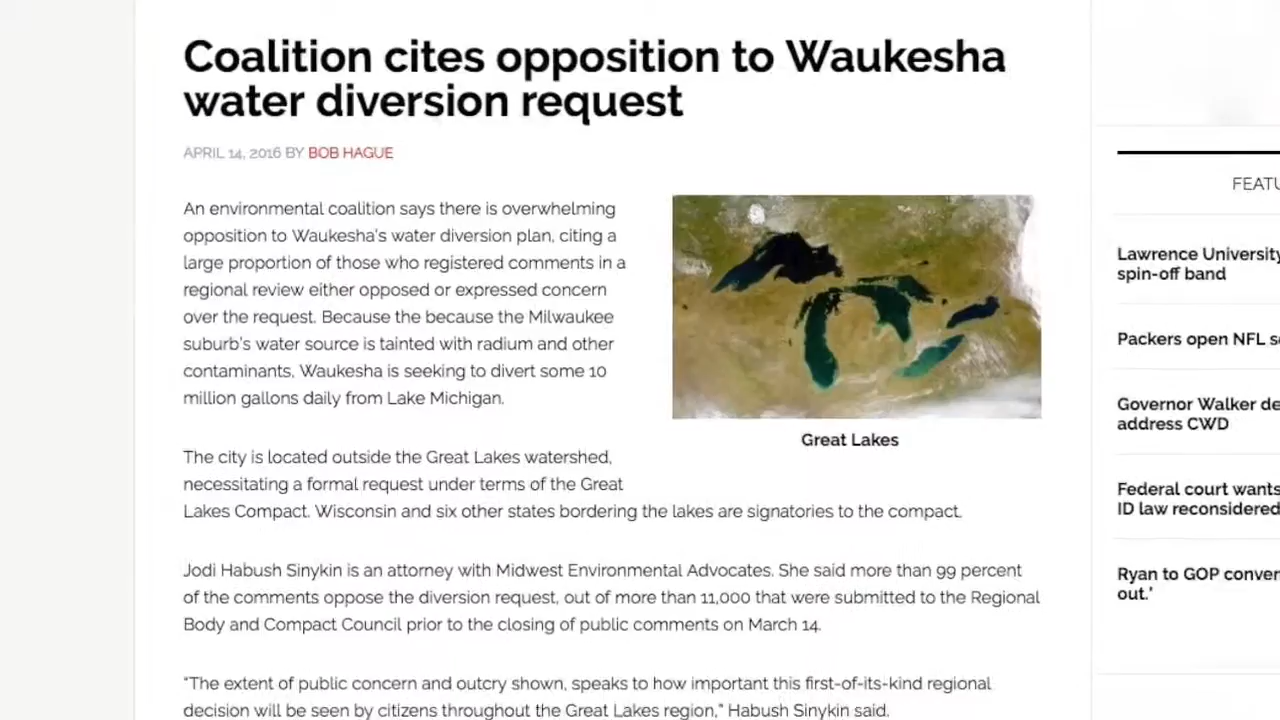 Coalition cites opposition to Waukesha
water diversion request
APRIL 14, 2016 BY BOB HAGUE
An environmental coalition says there is overwhelming
opposition to Waukesha's water diversion plan, citing a
large proportion of those who registered comments in a
regional review either opposed or expressed concern
over the request. Because the because the Milwaukee
suburb's water source is tainted with radium and other
contaminants, Waukesha is seeking to divert some 10
million gallons daily from Lake Michigan.
Great Lakes
The city is located outside the Great Lakes watershed,
necessitating a formal request under terms of the Great
Lakes Compact. Wisconsin and six other states bordering the lakes are signatories to the compact.
Jodi Habush Sinykin is an attorney with Midwest Environmental Advocates. She said more than 99 percent
of the comments oppose the diversion request, out of more than 11,000 that were submitted to the Regional
Body and Compact Council prior to the closing of public comments on March 14.
"The extent of public concern and outcry shown, speaks to how important this first-of-its-kind regional
decision will be seen by citizens throughout the Great Lakes region," Habush Sinykin said.
FEATU
Lawrence University
spin-off band
Packers open NFL s
Governor Walker de
address CWD
Federal court wants
ID law reconsidered
Ryan to GOP conver
out.'